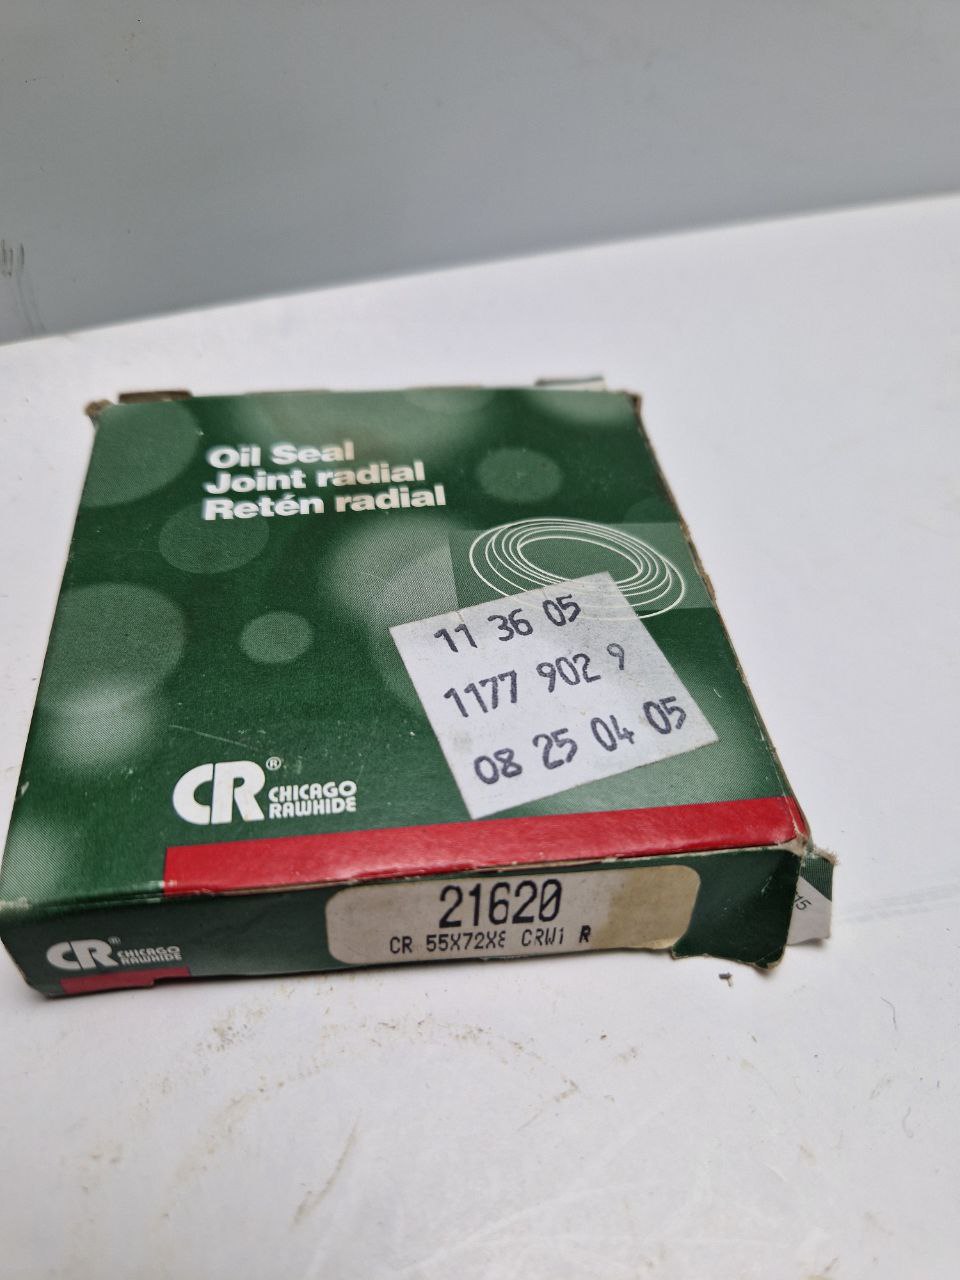 Oil Seal
Joint radial
Retén radial
11 36 05
1177 902 9
08 25 04 05
CR® CHICAGO
RAWHIDE
21620
CR 55X72X8 CRW1 R
CR® CHICAGO
RAWHIDE